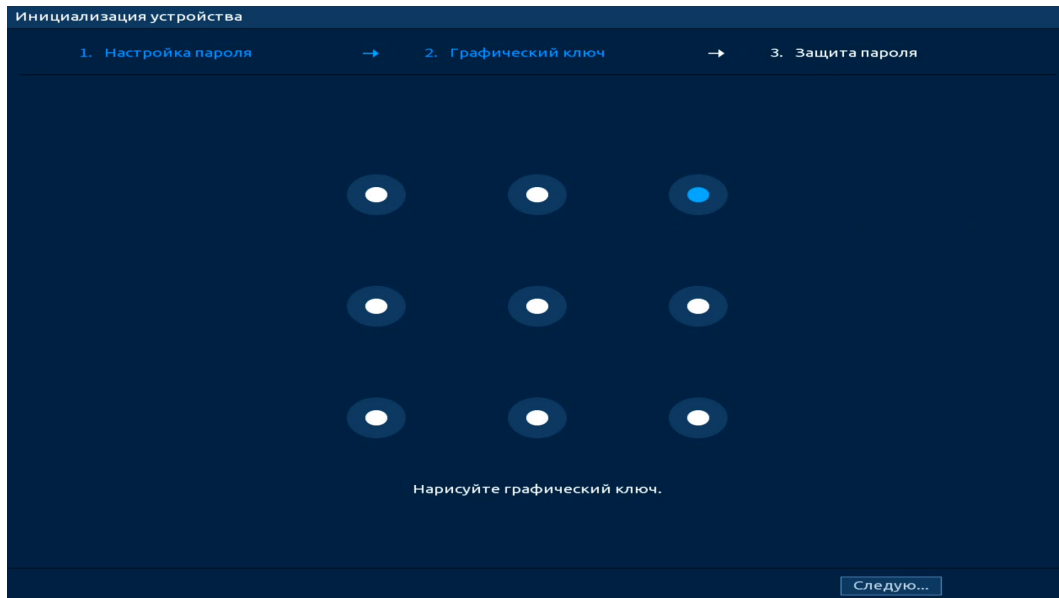 Инициализация устройства
1. Настройка пароля → 2. Графический ключ → 3. Защита пароля
Нарисуйте графический ключ.
Следую...